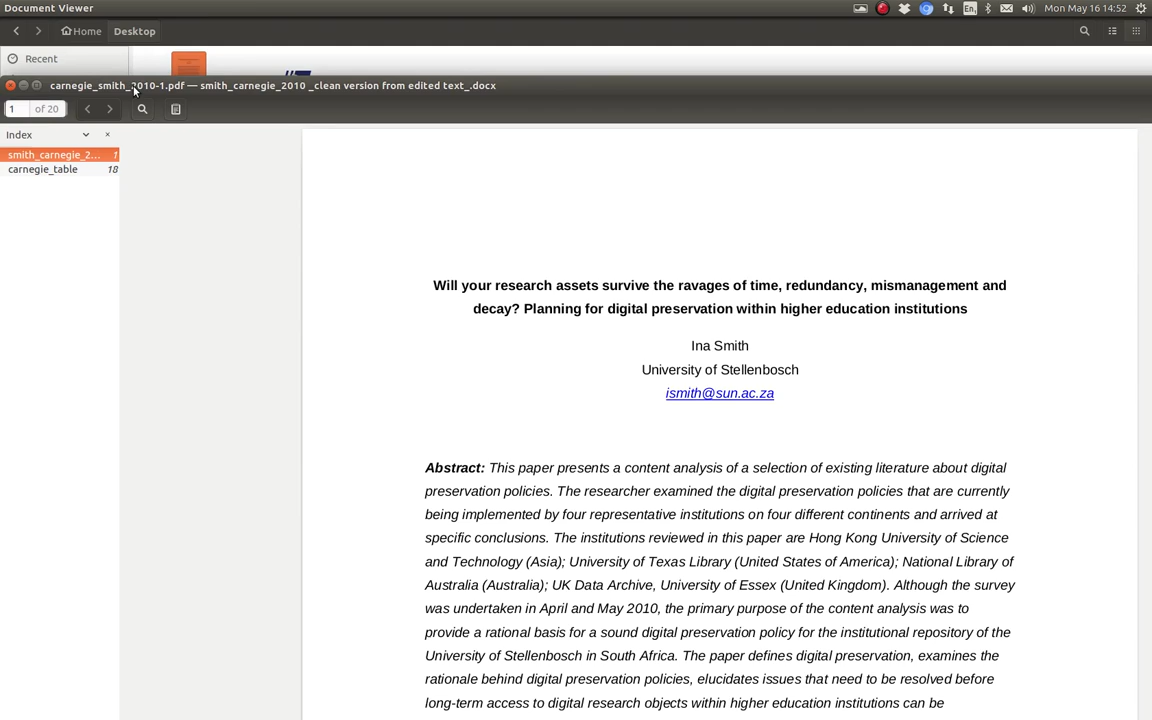 Document Viewer
En
Mon May 16 14:52
Home
Desktop
Recent
carnegie_smith_2010-1.pdf — smith_carnegie_2010 _clean version from edited text_.docx
1 of 20
Index
smith_carnegie_2... 1
carnegie_table 18
Will your research assets survive the ravages of time, redundancy, mismanagement and
decay? Planning for digital preservation within higher education institutions
Ina Smith
University of Stellenbosch
ismith@sun.ac.za
Abstract: This paper presents a content analysis of a selection of existing literature about digital
preservation policies. The researcher examined the digital preservation policies that are currently
being implemented by four representative institutions on four different continents and arrived at
specific conclusions. The institutions reviewed in this paper are Hong Kong University of Science
and Technology (Asia); University of Texas Library (United States of America); National Library of
Australia (Australia); UK Data Archive, University of Essex (United Kingdom). Although the survey
was undertaken in April and May 2010, the primary purpose of the content analysis was to
provide a rational basis for a sound digital preservation policy for the institutional repository of the
University of Stellenbosch in South Africa. The paper defines digital preservation, examines the
rationale behind digital preservation policies, elucidates issues that need to be resolved before
long-term access to digital research objects within higher education institutions can be